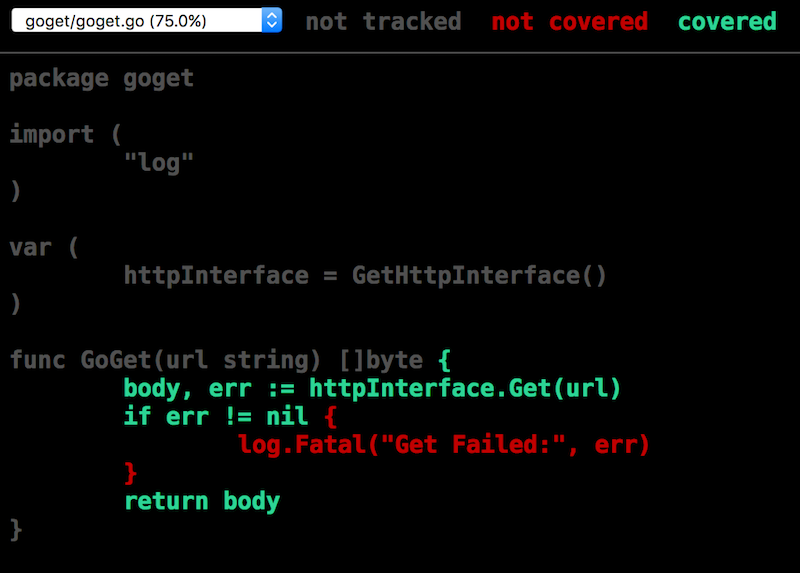 goget/goget.go (75.0%) not tracked not covered covered
package goget
import (
"log"
)
var (
httpInterface = GetHttpInterface()
)
func GoGet(url string) []byte {
body, err := httpInterface.Get(url)
if err != nil {
log.Fatal("Get Failed:", err)
}
return body
}